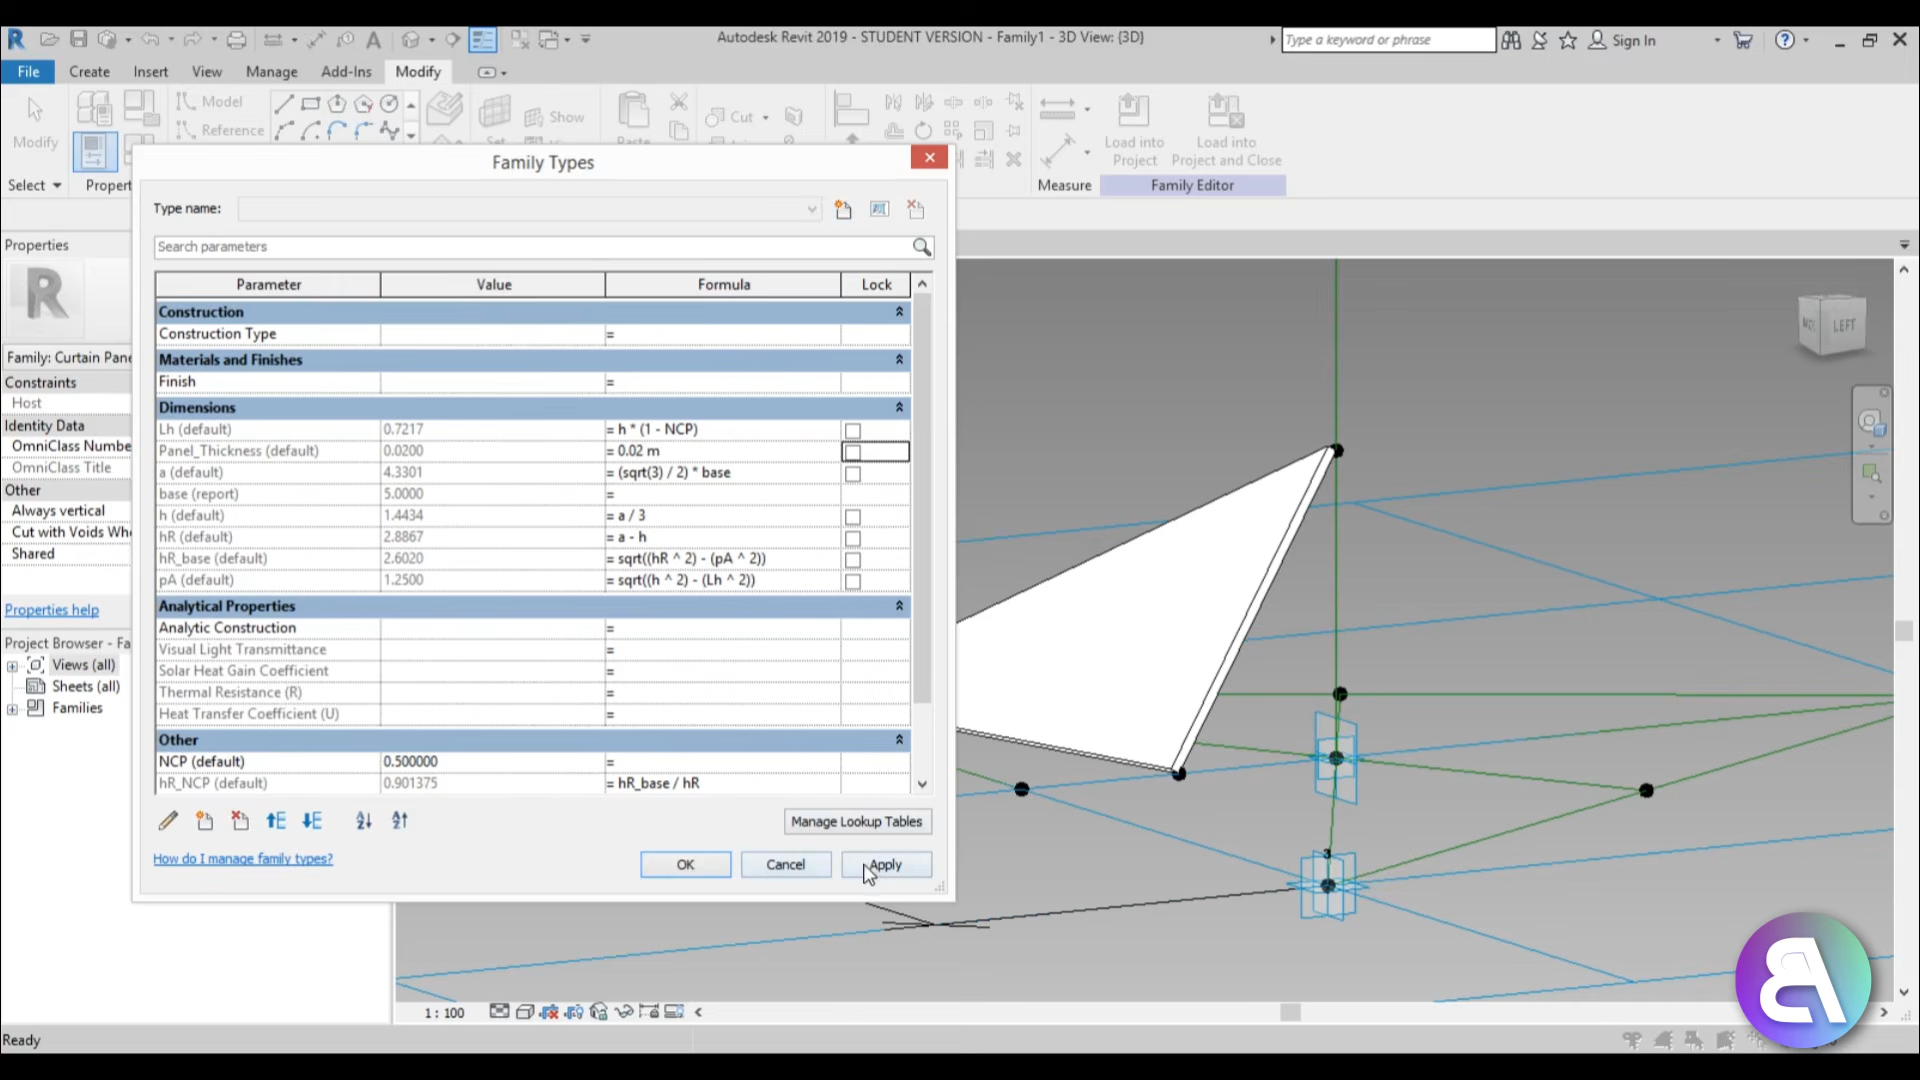 Autodesk Revit 2019 - STUDENT VERSION - Family1 - 3D View: {3D}
Type a keyword or phrase
Sign In
File Create Insert View Manage Add-Ins Modify
Model
Reference
Show
Cut
Modify
Load into Project
Load into Project and Close
Select
Propert
Measure
Family Editor
Properties
Family: Curtain Pane
Constraints
Host
Identity Data
OmniClass Numbe
OmniClass Title
Other
Always vertical
Cut with Voids Whe
Shared
Properties help
Project Browser - Fa
Views (all)
Sheets (all)
Families
Family Types
Type name:
Search parameters
Parameter Value Formula Lock
Construction
Construction Type =
Materials and Finishes
Finish =
Dimensions
Lh (default) 0.7217 = h * (1 - NCP)
Panel_Thickness (default) 0.0200 = 0.02 m
a (default) 4.3301 = (sqrt(3) / 2) * base
base (report) 5.0000 =
h (default) 1.4434 = a / 3
hR (default) 2.8867 = a - h
hR_base (default) 2.6020 = sqrt((hR ^ 2) - (pA ^ 2))
pA (default) 1.2500 = sqrt((h ^ 2) - (Lh ^ 2))
Analytical Properties
Analytic Construction =
Visual Light Transmittance =
Solar Heat Gain Coefficient =
Thermal Resistance (R) =
Heat Transfer Coefficient (U) =
Other
NCP (default) 0.500000 =
hR_NCP (default) 0.901375 = hR_base / hR
Manage Lookup Tables
How do I manage family types?
OK Cancel Apply
LEFT
3
1 : 100
Ready